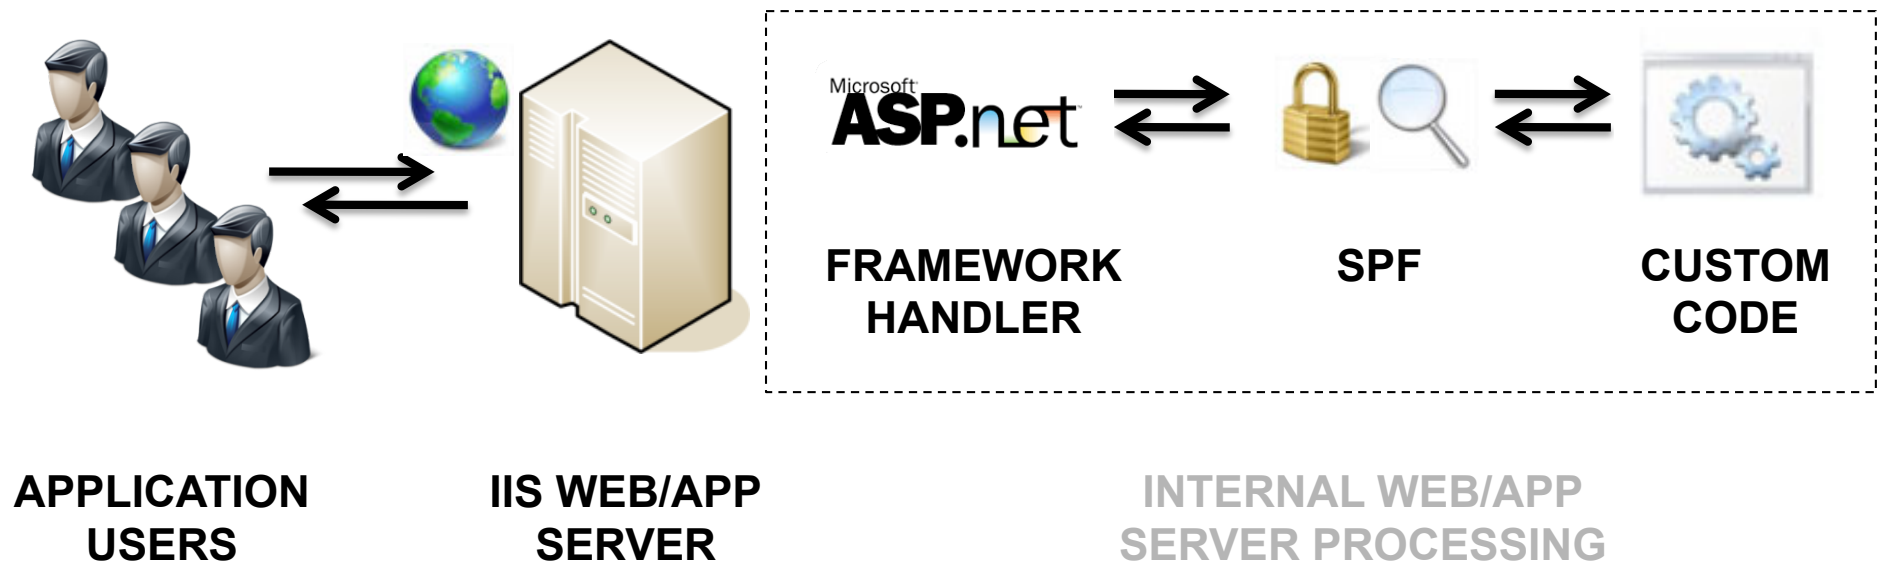 Microsoft
ASP.net
FRAMEWORK
HANDLER
SPF
CUSTOM
CODE
APPLICATION
USERS
IIS WEB/APP
SERVER
INTERNAL WEB/APP
SERVER PROCESSING